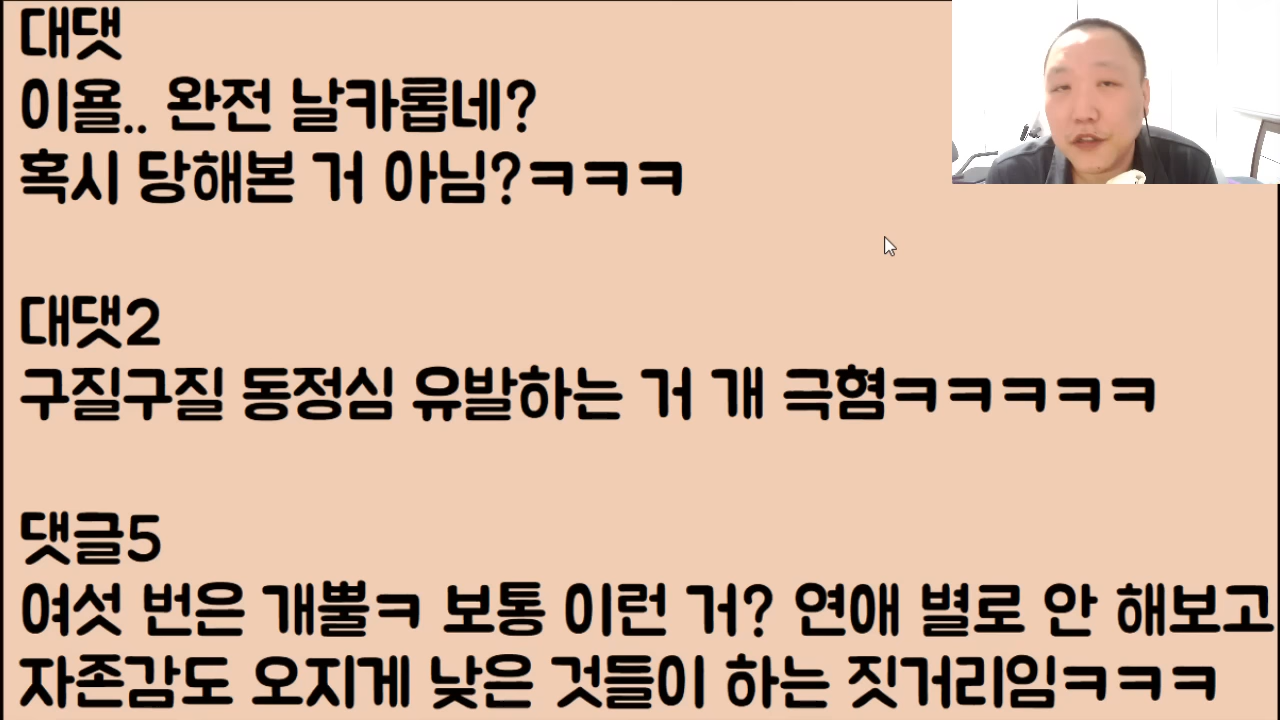 대댓
이욜.. 완전 날카롭네?
혹시 당해본 거 아님?ㅋㅋㅋ
대댓2
구질구질 동정심 유발하는 거 개 극혐ㅋㅋㅋㅋㅋ
댓글5
여섯 번은 개뿔ㅋ 보통 이런 거? 연애 별로 안 해보고
자존감도 오지게 낮은 것들이 하는 짓거리임ㅋㅋㅋ